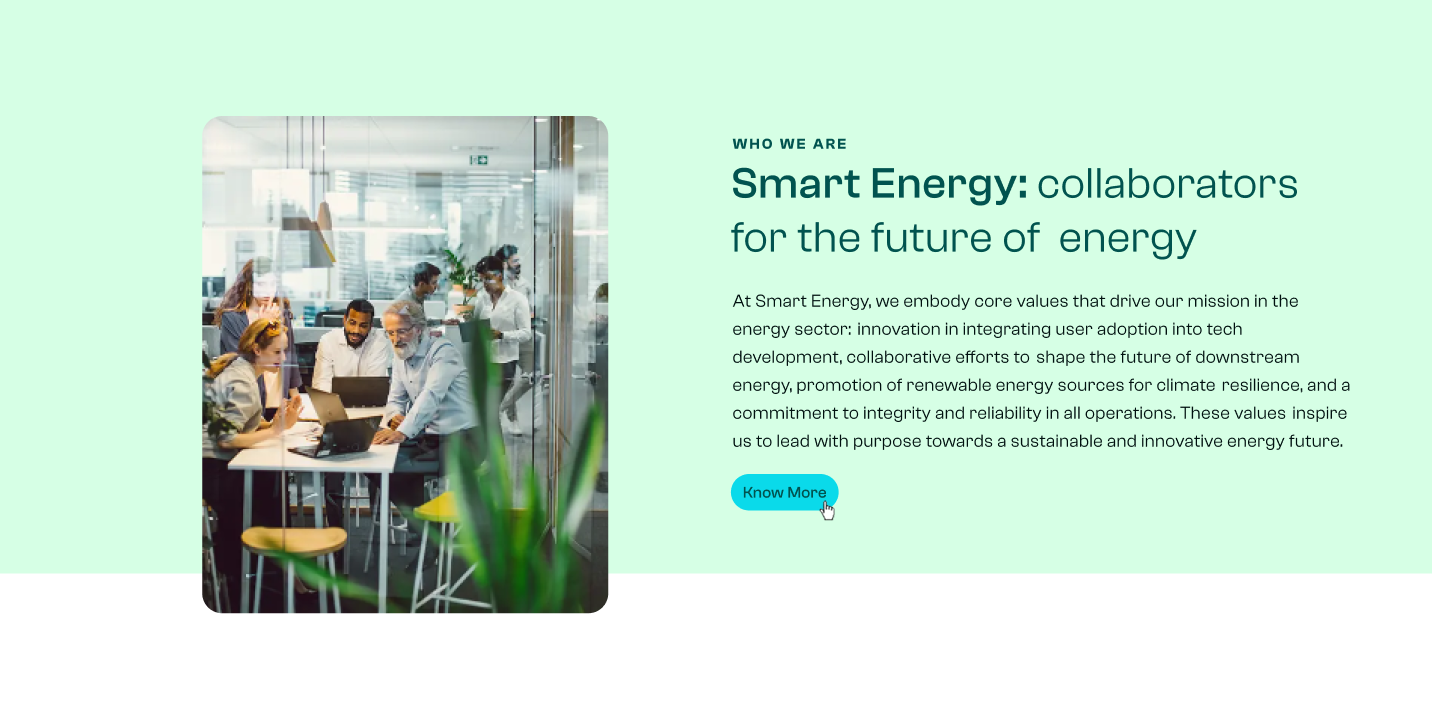 WHO WE ARE
Smart Energy: collaborators
for the future of energy
At Smart Energy, we embody core values that drive our mission in the
energy sector: innovation in integrating user adoption into tech
development, collaborative efforts to shape the future of downstream
energy, promotion of renewable energy sources for climate resilience, and a
commitment to integrity and reliability in all operations. These values inspire
us to lead with purpose towards a sustainable and innovative energy future.
Know More